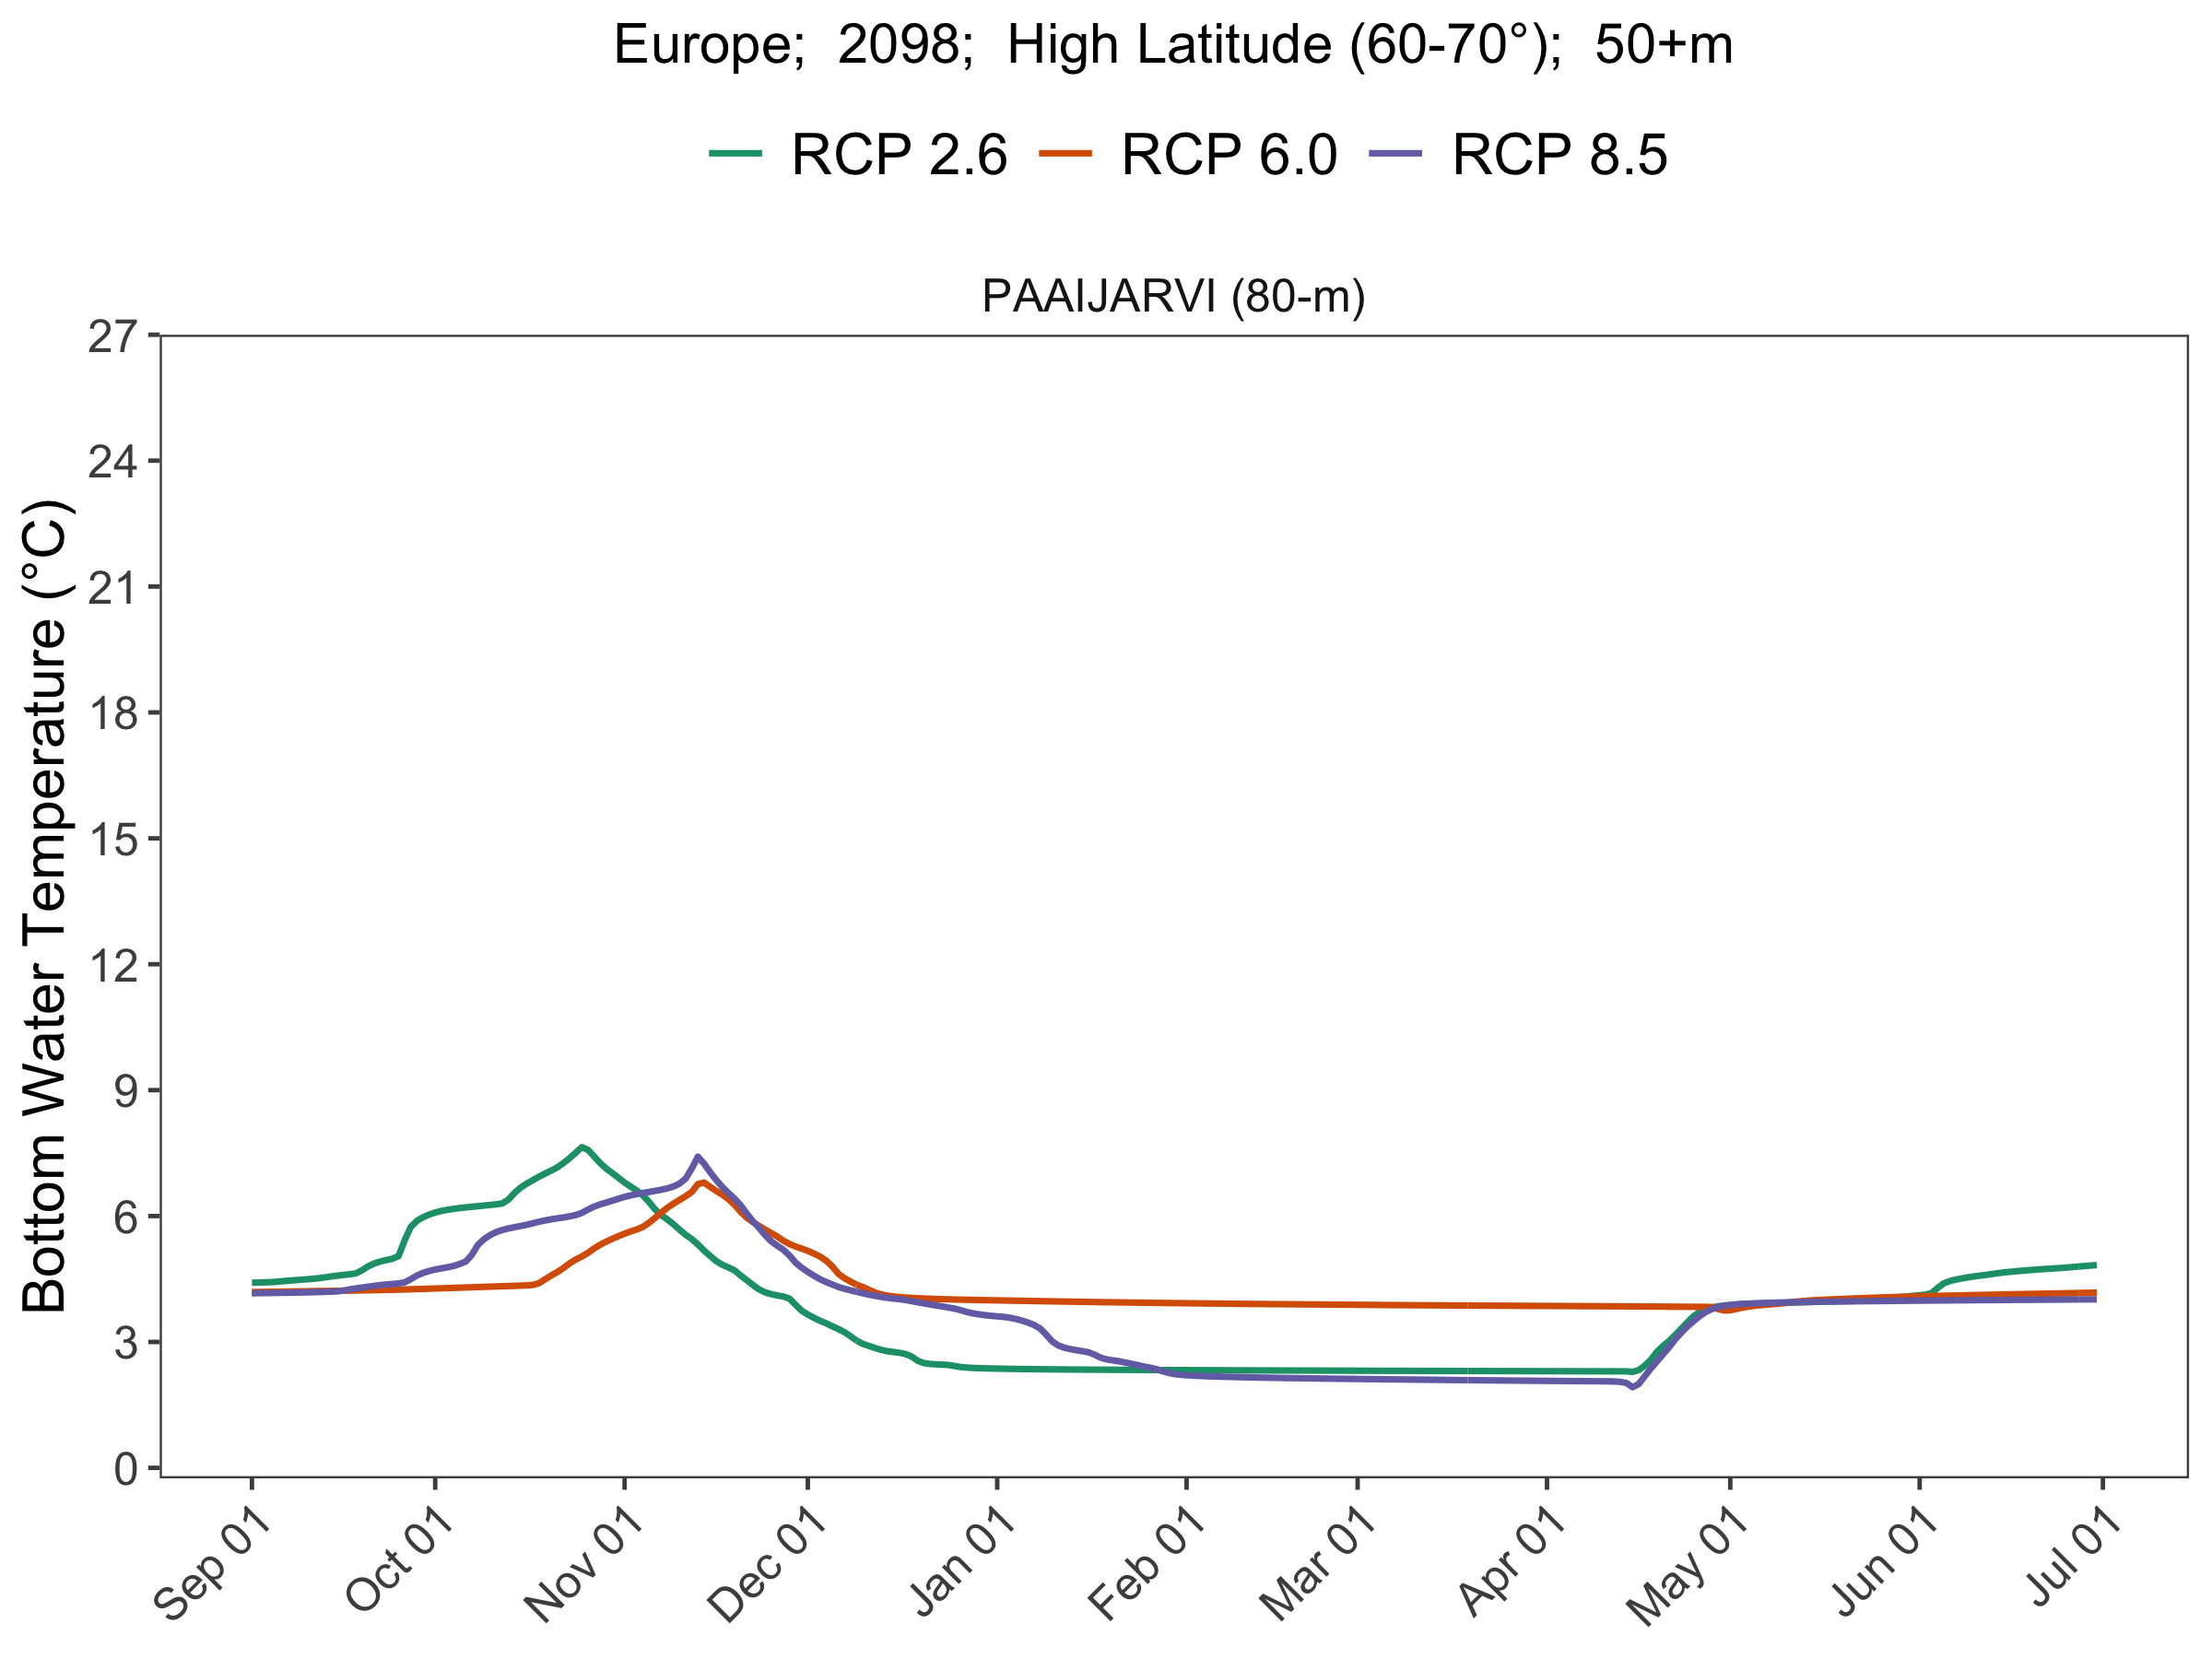 Europe; 2098; High Latitude (60-70°); 50+m
RCP 2.6 RCP 6.0 RCP 8.5
PAAIJARVI (80-m)
Bottom Water Temperature (°C)
27
24
21
18
15
12
9
6
3
0
Sep 01 Oct 01 Nov 01 Dec 01 Jan 01 Feb 01 Mar 01 Apr 01 May 01 Jun 01 Jul 01